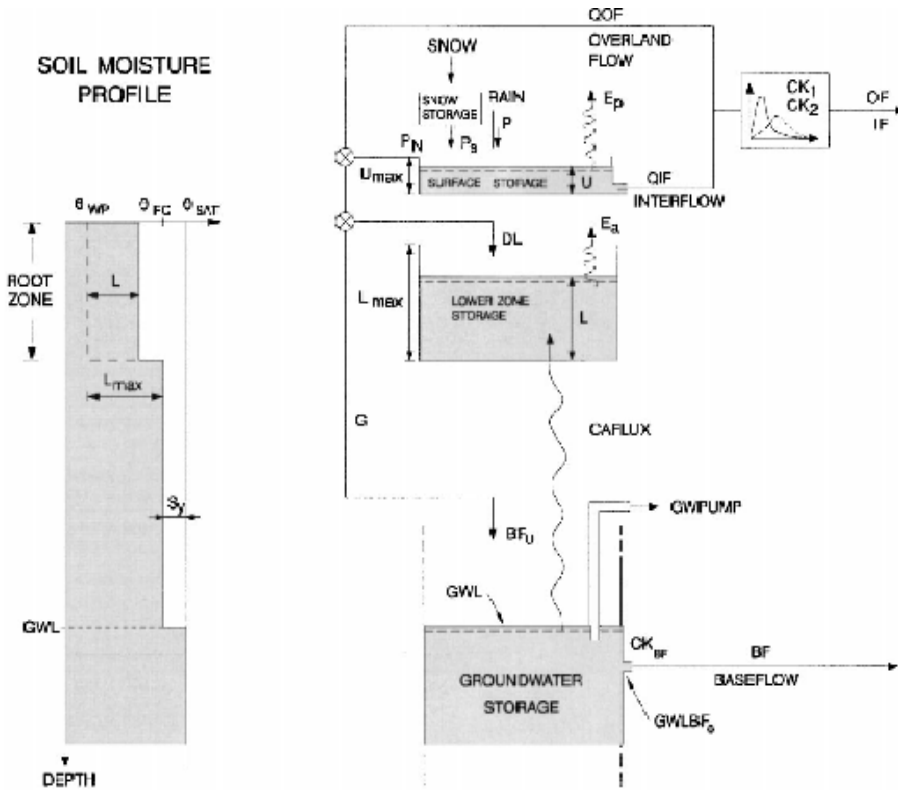 SOIL MOISTURE
PROFILE
QOF
OVERLAND
FLOW
SNOW
SNOW
STORAGE
RAIN
P
Ps
PIN
Ep
CK1
CK2
OF
IF
Umax
SURFACE STORAGE
U
QIF
INTERFLOW
θWP
θFC
θSAT
ROOT
ZONE
L
Lmax
Sy
GWL
DEPTH
DL
Ea
Lmax
LOWER ZONE
STORAGE
L
G
CAFLUX
GWPUMP
BFU
GWL
CKBF
BF
BASEFLOW
GROUNDWATER
STORAGE
GWLBF0